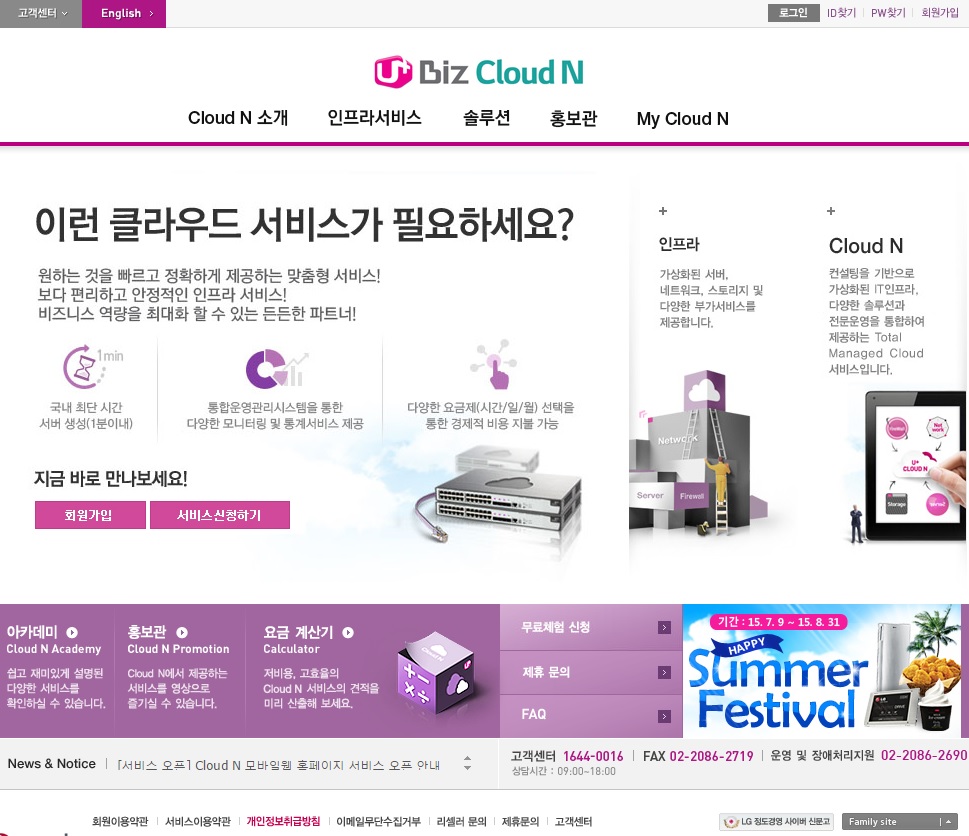 고객센터
English
로그인
ID찾기
PW찾기
회원가입
U+ Biz Cloud N
Cloud N 소개
인프라서비스
솔루션
홍보관
My Cloud N
이런 클라우드 서비스가 필요하세요?
원하는 것을 빠르고 정확하게 제공하는 맞춤형 서비스!
보다 편리하고 안정적인 인프라 서비스!
비즈니스 역량을 최대화 할 수 있는 든든한 파트너!
1min
국내 최단 시간
서버 생성(1분이내)
통합운영관리시스템을 통한
다양한 모니터링 및 통계서비스 제공
다양한 요금제(시간/일/월) 선택을
통한 경제적 비용 지불 가능
지금 바로 만나보세요!
회원가입
서비스신청하기
+
인프라
가상화된 서버,
네트워크, 스토리지 및
다양한 부가서비스를
제공합니다.
Network
Server
Firewall
+
Cloud N
컨설팅을 기반으로
가상화된 IT인프라,
다양한 솔루션과
전문운영을 통합하여
제공하는 Total
Managed Cloud
서비스입니다.
Net
work
U+
CLOUD N
Storage
아카데미
Cloud N Academy
쉽고 재미있게 설명된
다양한 서비스를
확인하실 수 있습니다.
홍보관
Cloud N Promotion
Cloud N에서 제공하는
서비스를 영상으로
즐기실 수 있습니다.
요금 계산기
Calculator
저비용, 고효율의
Cloud N 서비스의 견적을
미리 산출해 보세요.
무료체험 신청
제휴 문의
FAQ
기간 : 15. 7. 9 ~ 15. 8. 31
HAPPY
Summer
Festival
News & Notice
[서비스 오픈] Cloud N 모바일웹 홈페이지 서비스 오픈 안내
고객센터 1644-0016
FAX 02-2086-2719
운영 및 장애처리지원 02-2086-2690
상담시간 : 09:00~18:00
회원이용약관
서비스이용약관
개인정보취급방침
이메일무단수집거부
리셀러 문의
제휴문의
고객센터
LG 정도경영 사이버 신문고
Family site